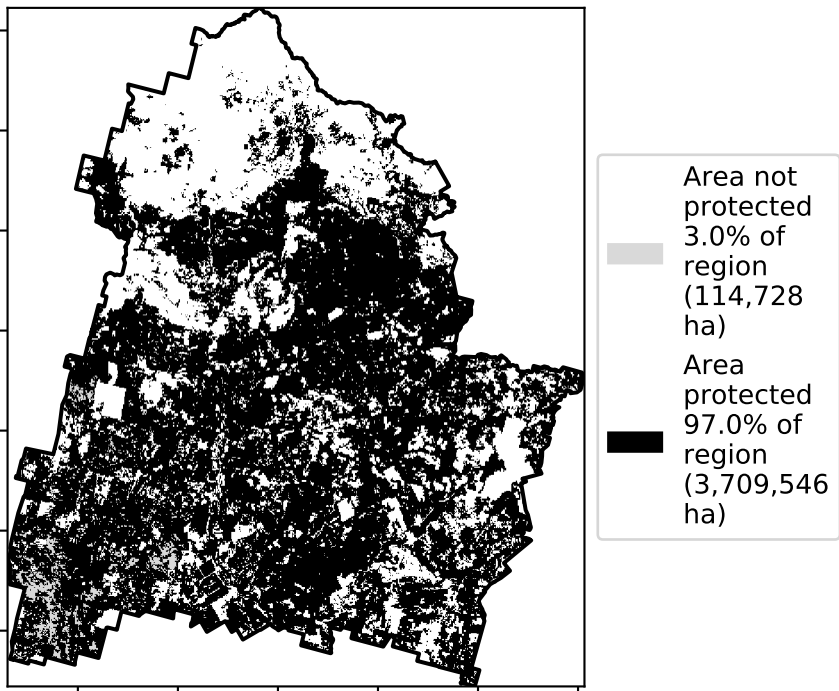 Area not
protected
3.0% of
region
(114,728
ha)
Area
protected
97.0% of
region
(3,709,546
ha)